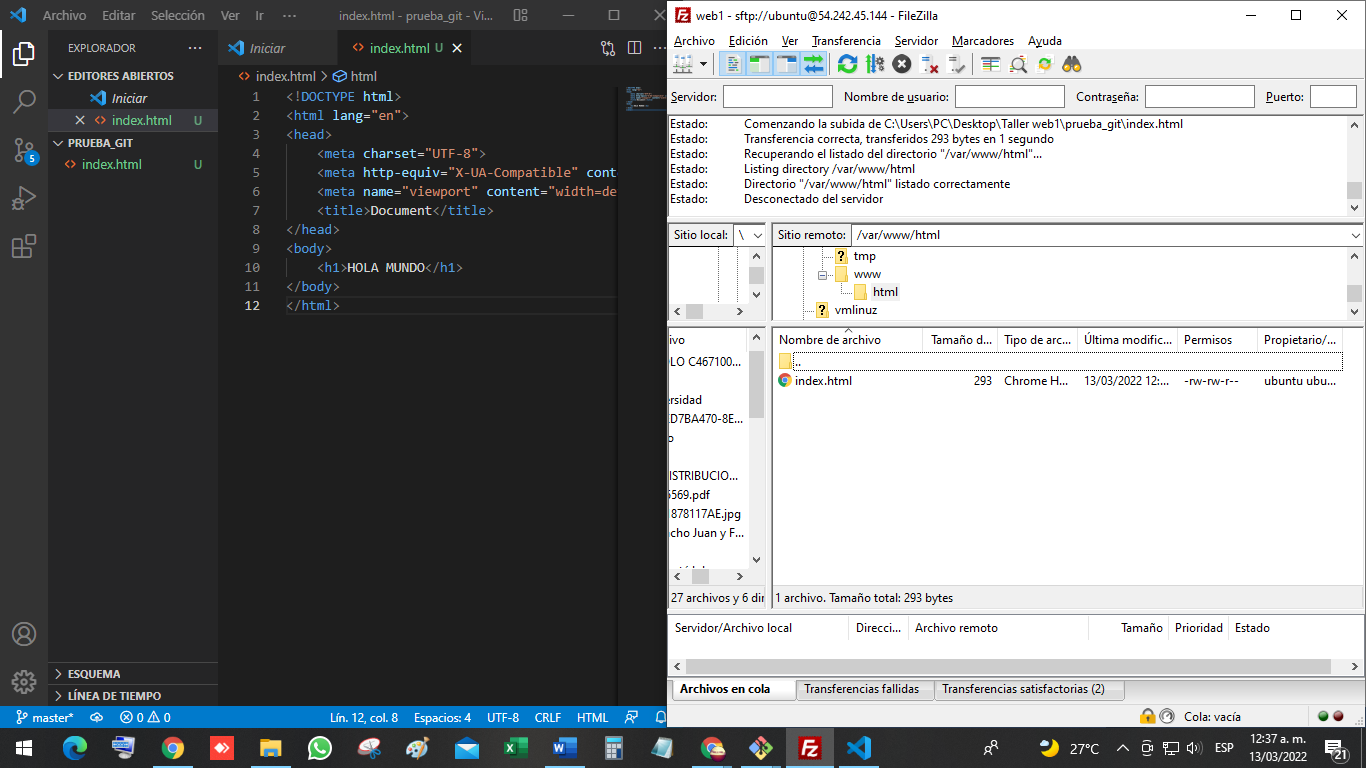 Archivo Editar Selección Ver Ir ··· index.html - prueba_git - Vi...
EXPLORADOR ···
EDITORES ABIERTOS
Iniciar
index.html U
PRUEBA_GIT
index.html U
5
ESQUEMA
LÍNEA DE TIEMPO
Iniciar index.html U
index.html > html
1 <!DOCTYPE html>
2 <html lang="en">
3 <head>
4 <meta charset="UTF-8">
5 <meta http-equiv="X-UA-Compatible" cont
6 <meta name="viewport" content="width=de
7 <title>Document</title>
8 </head>
9 <body>
10 <h1>HOLA MUNDO</h1>
11 </body>
12 </html>
master* 0 0 Lín. 12, col. 8 Espacios: 4 UTF-8 CRLF HTML
web1 - sftp://ubuntu@54.242.45.144 - FileZilla
Archivo Edición Ver Transferencia Servidor Marcadores Ayuda
Servidor: Nombre de usuario: Contraseña: Puerto:
Estado: Comenzando la subida de C:\Users\PC\Desktop\Taller web1\prueba_git\index.html
Estado: Transferencia correcta, transferidos 293 bytes en 1 segundo
Estado: Recuperando el listado del directorio "/var/www/html"...
Estado: Listing directory /var/www/html
Estado: Directorio "/var/www/html" listado correctamente
Estado: Desconectado del servidor
Sitio local: \
Sitio remoto: /var/www/html
tmp
www
html
vmlinuz
ivo
LO C467100...
ersidad
ED7BA470-8E...
ISTRIBUCIO...
6569.pdf
1878117AE.jpg
cho Juan y F...
27 archivos y 6 dir
Nombre de archivo Tamaño d... Tipo de arc... Última modific... Permisos Propietario/...
..
index.html 293 Chrome H... 13/03/2022 12:... -rw-rw-r-- ubuntu ubu...
1 archivo. Tamaño total: 293 bytes
Servidor/Archivo local Direcci... Archivo remoto Tamaño Prioridad Estado
Archivos en cola Transferencias fallidas Transferencias satisfactorias (2)
Cola: vacía
27°C ESP 12:37 a. m.
13/03/2022 21